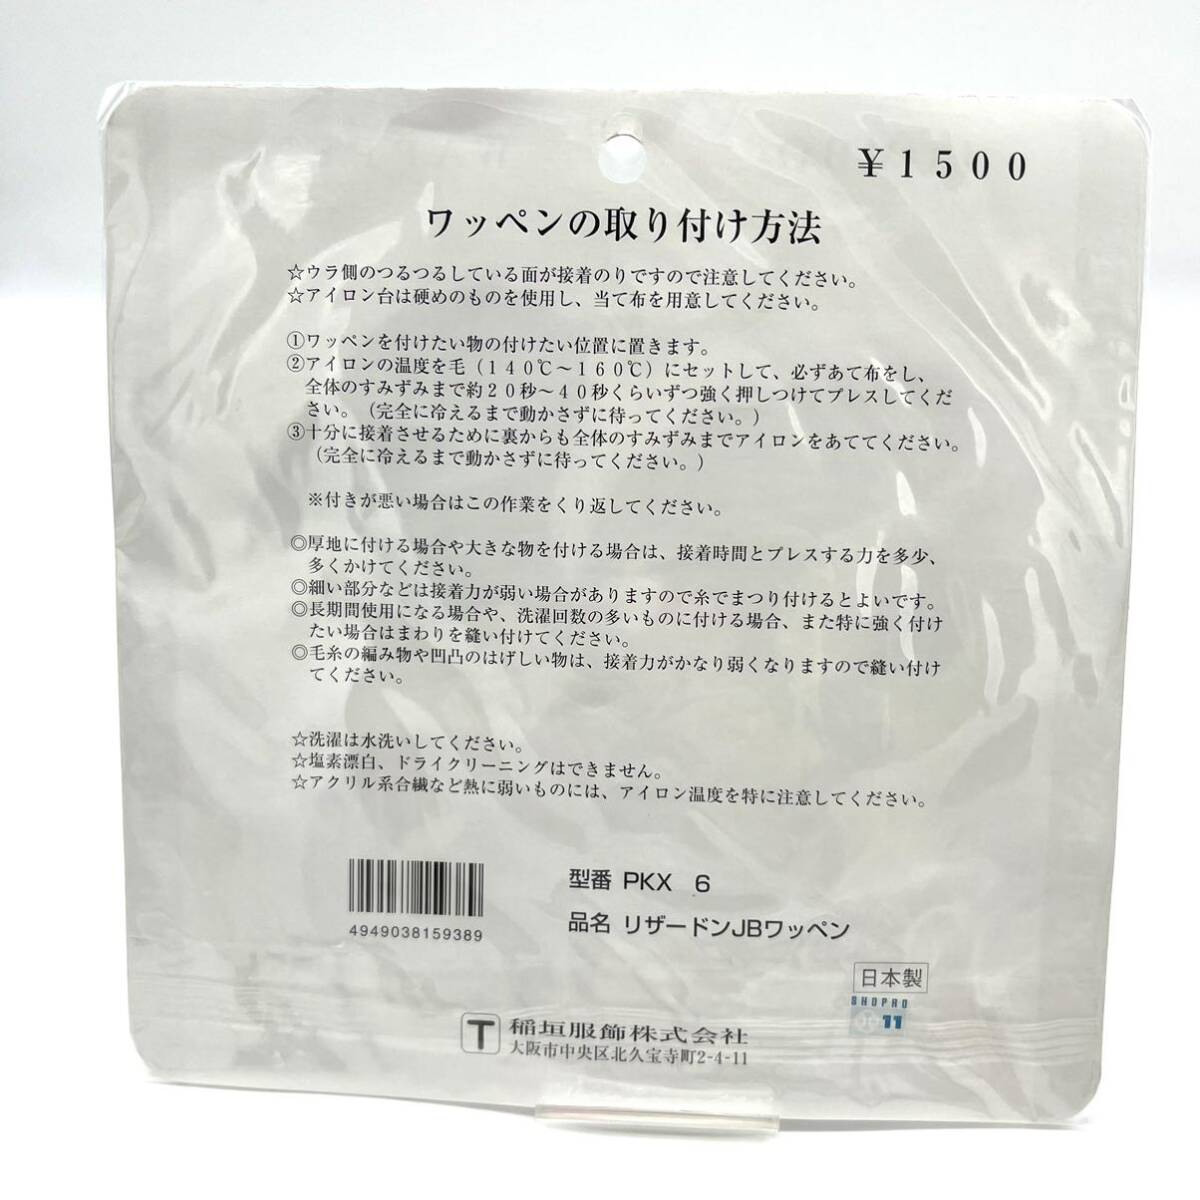 ￥１５００
ワッペンの取り付け方法
☆ウラ側のつるつるしている面が接着のりですので注意してください。
☆アイロン台は硬めのものを使用し、当て布を用意してください。
①ワッペンを付けたい物の付けたい位置に置きます。
②アイロンの温度を毛（１４０℃～１６０℃）にセットして、必ずあて布をし、
全体のすみずみまで約２０秒～４０秒くらいずつ強く押しつけてプレスしてくだ
さい。（完全に冷えるまで動かさずに待ってください。）
③十分に接着させるために裏からも全体のすみずみまでアイロンをあててください。
（完全に冷えるまで動かさずに待ってください。）
※付きが悪い場合はこの作業をくり返してください。
◎厚地に付ける場合や大きな物を付ける場合は、接着時間とプレスする力を多少、
多くかけてください。
◎細い部分などは接着力が弱い場合がありますので糸でまつり付けるとよいです。
◎長期間使用になる場合や、洗濯回数の多いものに付ける場合、また特に強く付け
たい場合はまわりを縫い付けてください。
◎毛糸の編み物や凹凸のはげしい物は、接着力がかなり弱くなりますので縫い付け
てください。
☆洗濯は水洗いしてください。
☆塩素漂白、ドライクリーニングはできません。
☆アクリル系合繊など熱に弱いものには、アイロン温度を特に注意してください。
4949038159389
型番 PKX 6
品名 リザードンJBワッペン
日本製
SHOPRO
11
T 稲垣服飾株式会社
大阪市中央区北久宝寺町2-4-11